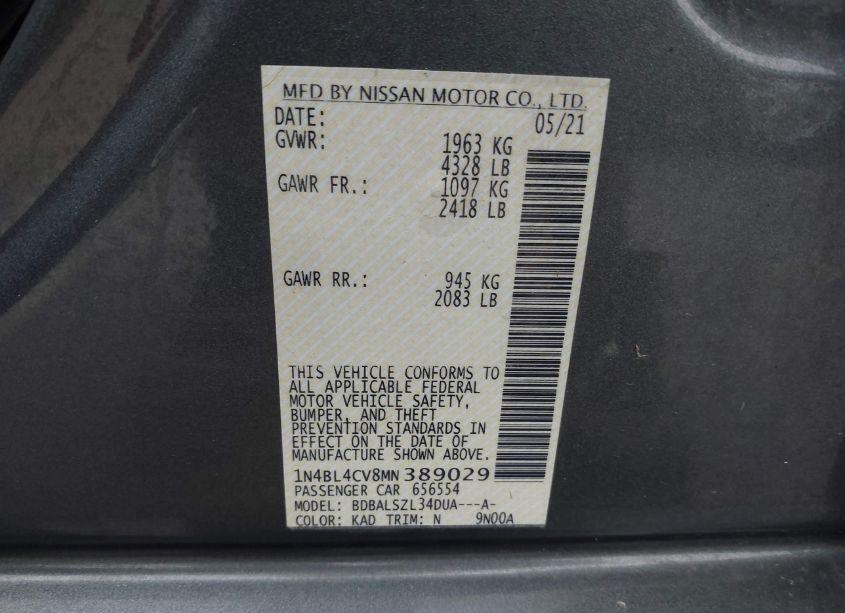 MFD BY NISSAN MOTOR CO., LTD.
DATE: 05/21
GVWR: 1963 KG
4328 LB
GAWR FR.: 1097 KG
2418 LB
GAWR RR.: 945 KG
2083 LB
THIS VEHICLE CONFORMS TO
ALL APPLICABLE FEDERAL
MOTOR VEHICLE SAFETY,
BUMPER, AND THEFT
PREVENTION STANDARDS IN
EFFECT ON THE DATE OF
MANUFACTURE SHOWN ABOVE.
1N4BL4CV8MN389029
PASSENGER CAR 656554
MODEL: BDBALSZL34DUA---A-
COLOR: KAD TRIM: N 9N00A